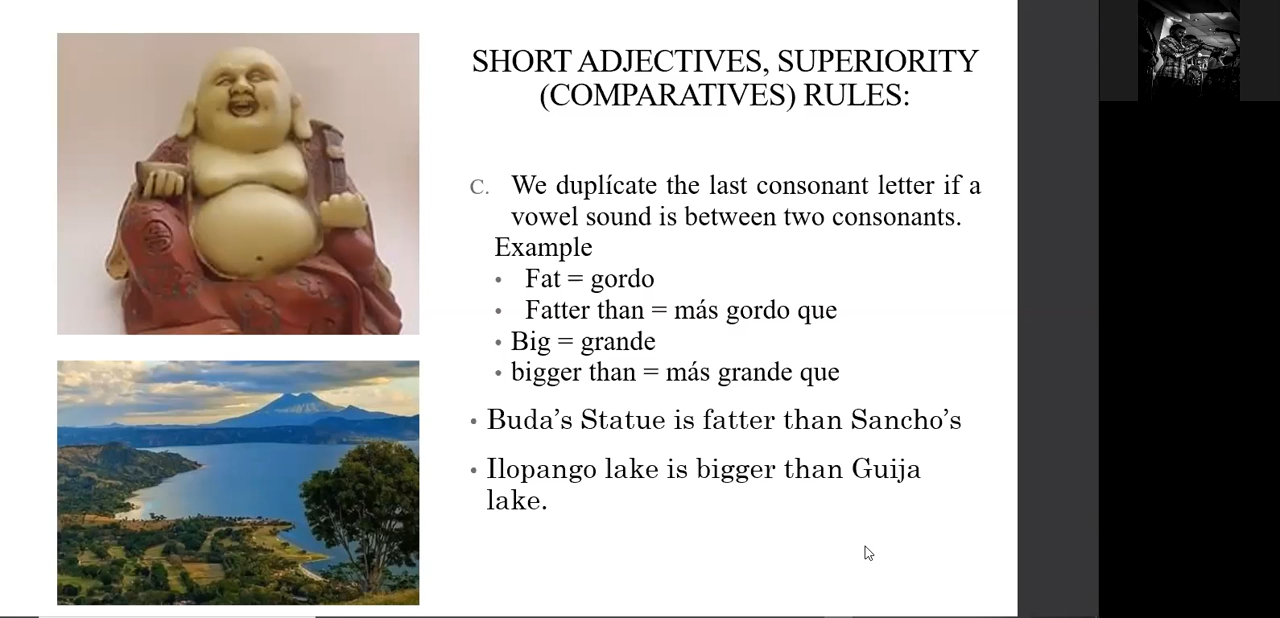 SHORT ADJECTIVES, SUPERIORITY
(COMPARATIVES) RULES:
C. We duplícate the last consonant letter if a
vowel sound is between two consonants.
Example
• Fat = gordo
• Fatter than = más gordo que
• Big = grande
• bigger than = más grande que
• Buda’s Statue is fatter than Sancho’s
• Ilopango lake is bigger than Guija
lake.